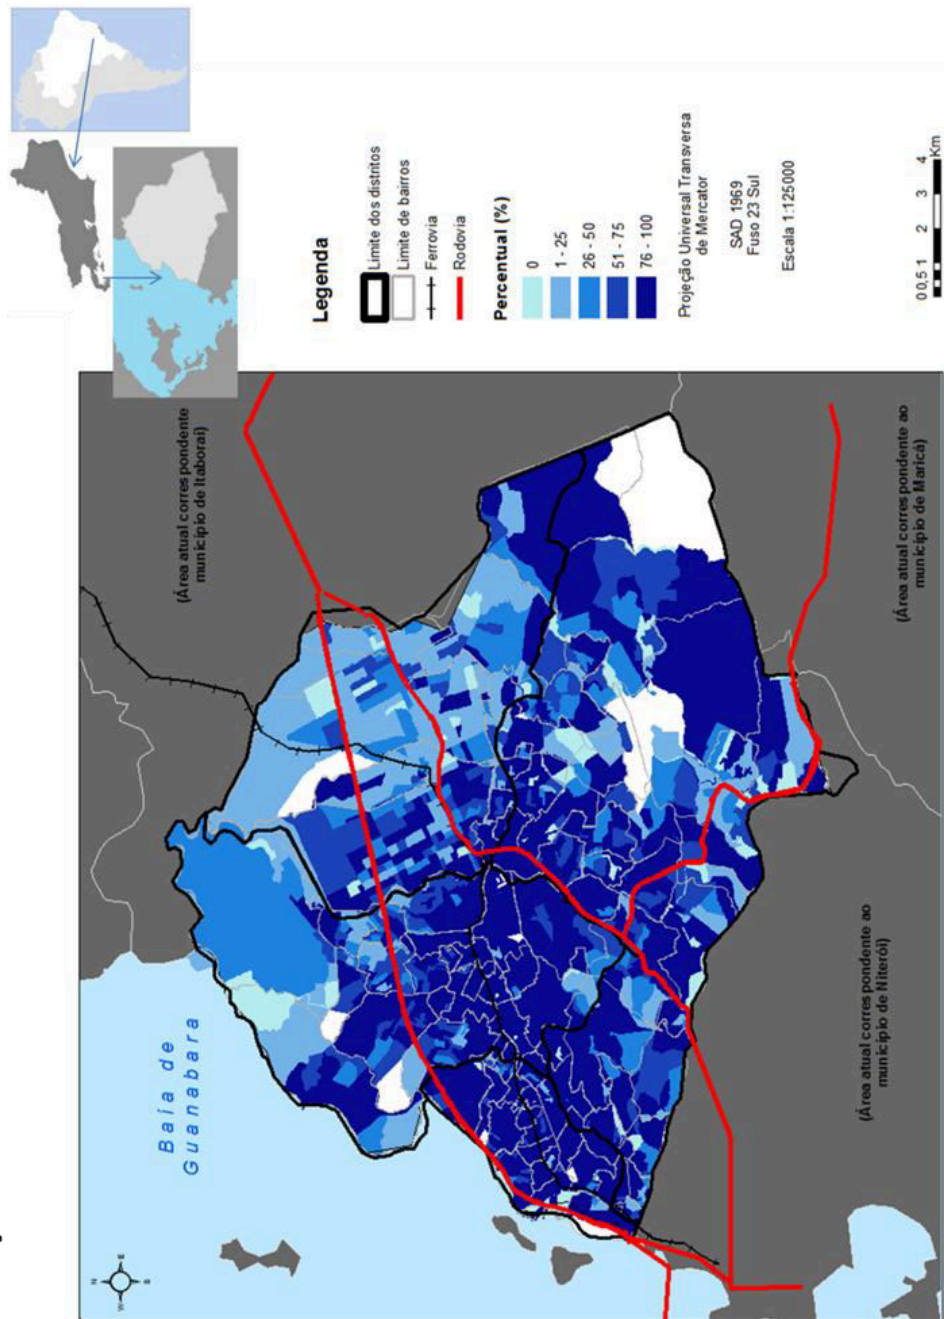 Baía de
Guanabara
(Área atual correspondente
município de Itaboraí)
(Área atual correspondente ao
município de Maricá)
(Área atual correspondente ao
município de Niterói)
N
W
E
S
Legenda
Limite dos distritos
Limite de bairros
Ferrovia
Rodovia
Percentual (%)
0
1 - 25
26 - 50
51 - 75
76 - 100
Projeção Universal Transversa
de Mercator
SAD 1969
Fuso 23 Sul
Escala 1:125000
0 0,5 1 2 3 4
Km